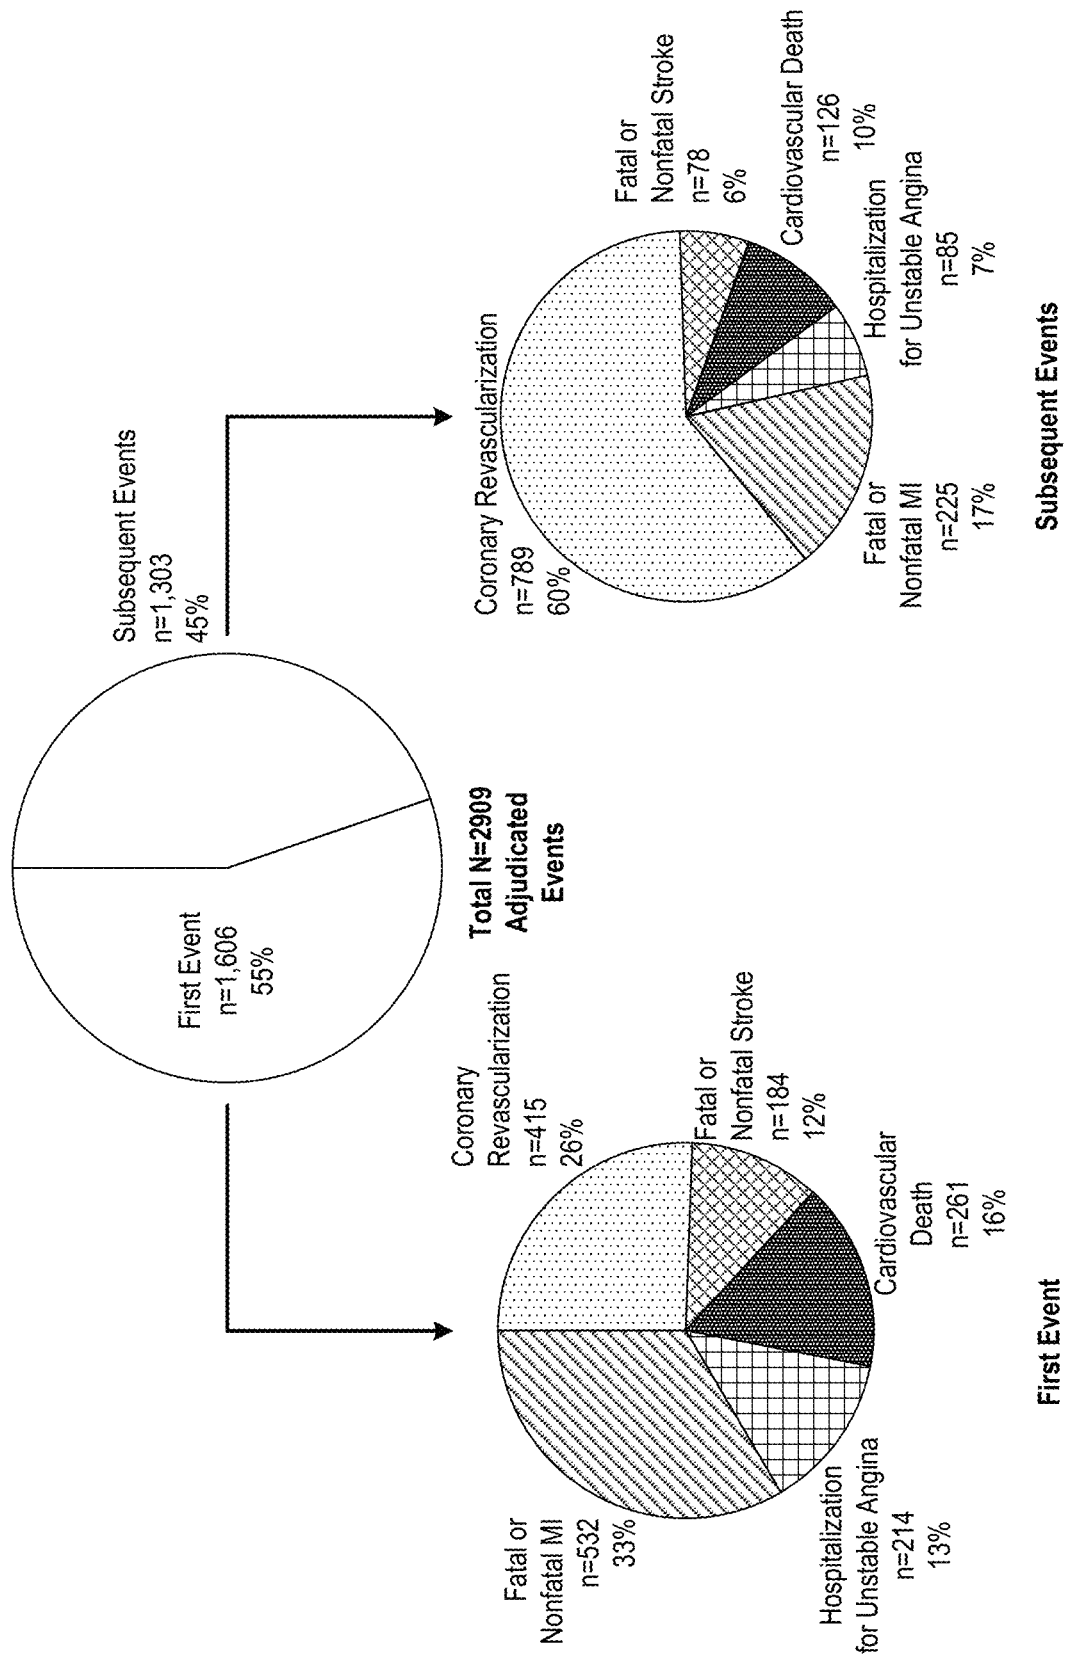 Subsequent Events
n=1,303
45%
First Event
n=1,606
55%
Total N=2909
Adjudicated
Events
Coronary
Revascularization
n=415
26%
Fatal or
Nonfatal Stroke
n=184
12%
Cardiovascular
Death
n=261
16%
Hospitalization
for Unstable Angina
n=214
13%
Fatal or
Nonfatal MI
n=532
33%
First Event
Coronary Revascularization
n=789
60%
Fatal or
Nonfatal Stroke
n=78
6%
Cardiovascular Death
n=126
10%
Hospitalization
for Unstable Angina
n=85
7%
Fatal or
Nonfatal MI
n=225
17%
Subsequent Events